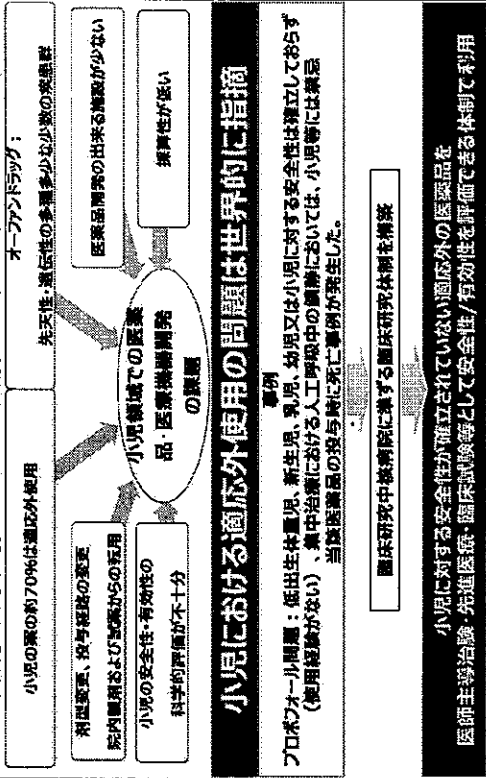 小児の薬の約70%は適応外使用
オーファンドラッグ:
先天性・遺伝性の多種多少な少数の疾患群
剤型変更、投与経路の変更
院内製剤および試薬からの転用
小児の安全性・有効性の
科学的評価が不十分
小児領域での医薬
品・医療機器開発
の課題
医薬品開発の出来る施設が少ない
採算性が低い
小児における適応外使用の問題は世界的に指摘
事例
プロポフォール問題:低出生体重児、新生児、乳児、幼児又は小児に対する安全性は確立しておらず
(使用経験がない)、集中治療における人工呼吸中の鎮静においては、小児等には禁忌
当該医薬品の投与時に死亡事例が発生した。
臨床研究中核病院に準ずる臨床研究体制を構築
小児に対する安全性が確立されていない適応外の医薬品を
医師主導治験・先進医療・臨床試験等として安全性/有効性を評価できる体制で利用